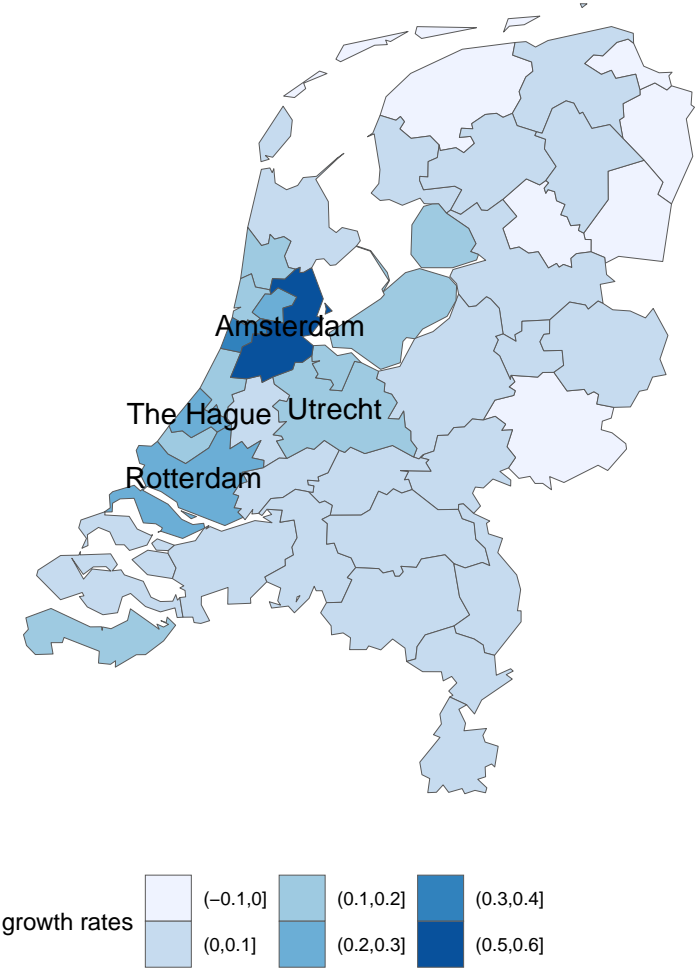 Amsterdam
The Hague
Utrecht
Rotterdam
growth rates
(−0.1,0]
(0.1,0.2]
(0.3,0.4]
(0,0.1]
(0.2,0.3]
(0.5,0.6]